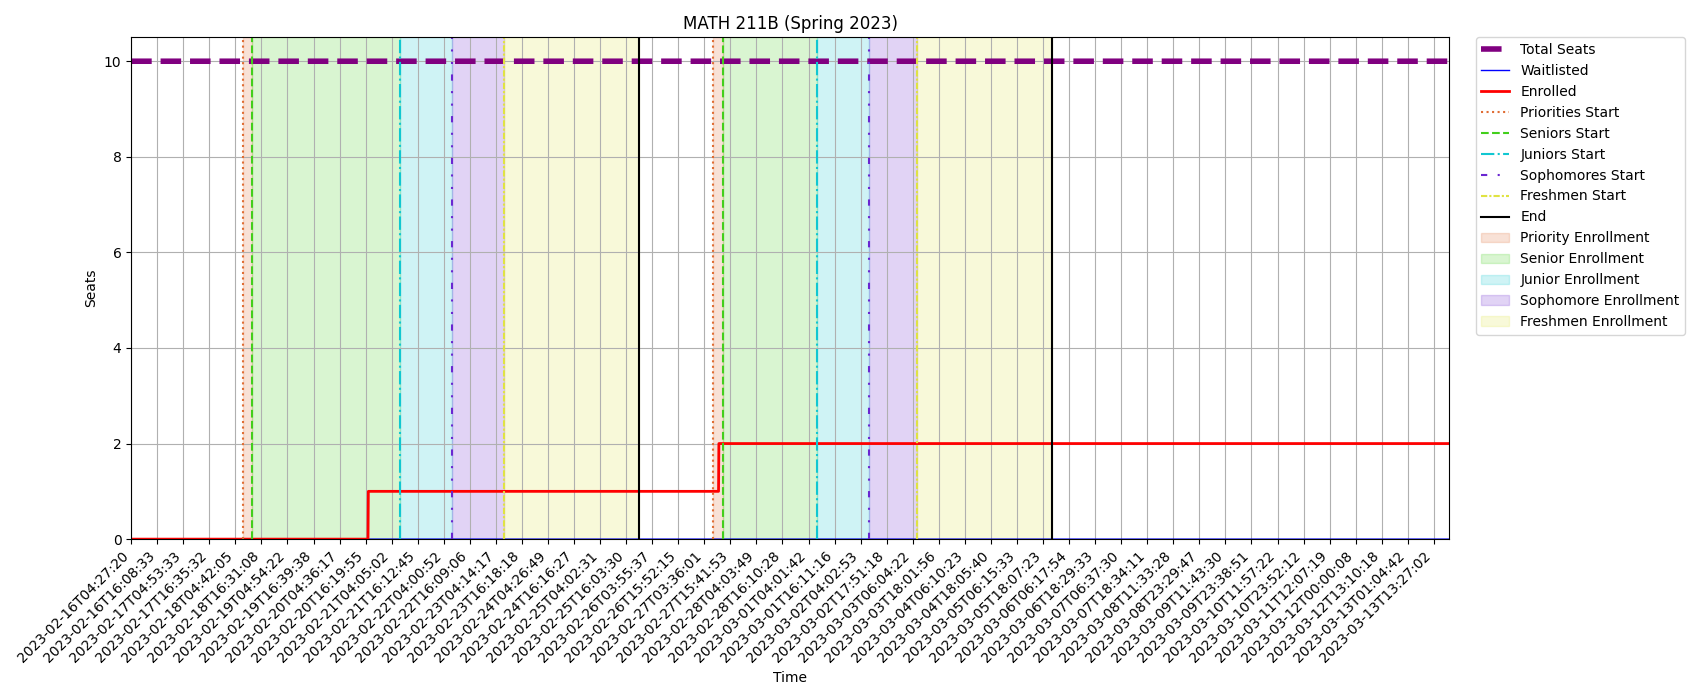 MATH 211B (Spring 2023)
Total Seats
Waitlisted
Enrolled
Priorities Start
Seniors Start
Juniors Start
Sophomores Start
Freshmen Start
End
Priority Enrollment
Senior Enrollment
Junior Enrollment
Sophomore Enrollment
Freshmen Enrollment
Seats
10
8
6
4
2
0
2023-02-16T04:27:20
2023-02-16T16:08:33
2023-02-17T04:53:33
2023-02-17T16:35:32
2023-02-18T04:42:05
2023-02-18T16:31:08
2023-02-19T04:54:22
2023-02-19T16:39:38
2023-02-20T04:36:17
2023-02-20T16:19:55
2023-02-21T04:05:02
2023-02-21T16:12:45
2023-02-22T04:00:52
2023-02-22T16:09:06
2023-02-23T04:14:17
2023-02-23T16:18:18
2023-02-24T04:26:49
2023-02-24T16:16:27
2023-02-25T04:02:31
2023-02-25T16:03:30
2023-02-26T03:55:37
2023-02-26T15:52:15
2023-02-27T03:36:01
2023-02-27T15:41:53
2023-02-28T04:03:49
2023-02-28T16:10:28
2023-03-01T04:01:42
2023-03-01T16:11:16
2023-03-02T04:02:53
2023-03-02T17:51:18
2023-03-03T06:04:22
2023-03-03T18:01:56
2023-03-04T06:10:23
2023-03-04T18:05:40
2023-03-05T06:15:33
2023-03-05T18:07:23
2023-03-06T06:17:54
2023-03-06T18:29:33
2023-03-07T06:37:30
2023-03-07T18:34:11
2023-03-08T11:33:28
2023-03-08T23:29:47
2023-03-09T11:43:30
2023-03-09T23:38:51
2023-03-10T11:57:22
2023-03-10T23:52:12
2023-03-11T12:07:19
2023-03-12T00:00:08
2023-03-12T13:10:18
2023-03-13T01:04:42
2023-03-13T13:27:02
Time